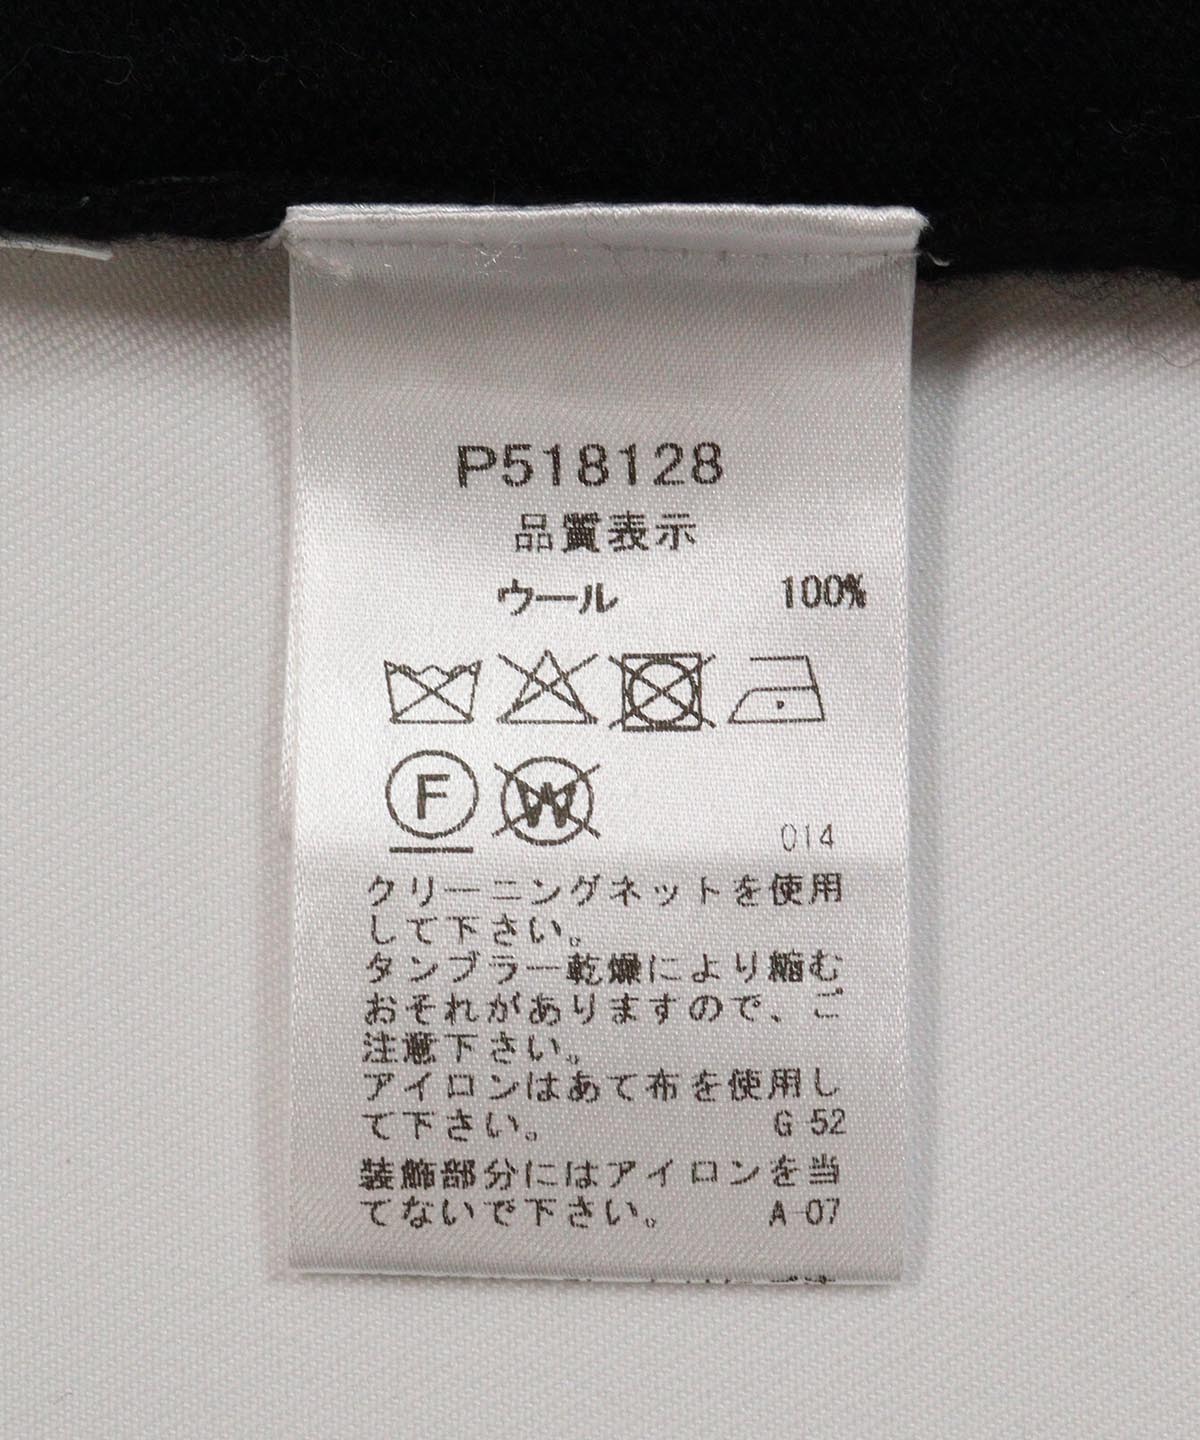 P518128
品質表示
ウール 100%
F W
014
クリーニングネットを使用
して下さい。
タンブラー乾燥により縮む
おそれがありますので、ご
注意下さい。
アイロンはあて布を使用し
て下さい。 G-52
装飾部分にはアイロンを当
てないで下さい。 A-07